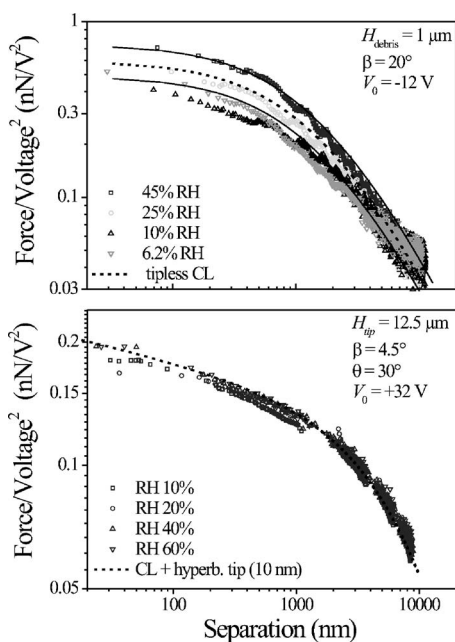 1
0.3
0.1
0.03
Force/Voltage² (nN/V²)
H_debris = 1 μm
β = 20°
V₀ = -12 V
45% RH
25% RH
10% RH
6.2% RH
tipless CL
0.2
0.15
0.1
0.05
Force/Voltage² (nN/V²)
H_tip = 12.5 μm
β = 4.5°
θ = 30°
V₀ = +32 V
RH 10%
RH 20%
RH 40%
RH 60%
CL + hyperb. tip (10 nm)
100 1000 10000
Separation (nm)